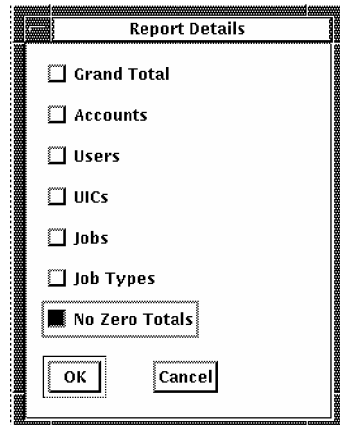 Report Details
Grand Total
Accounts
Users
UICs
Jobs
Job Types
No Zero Totals
OK Cancel